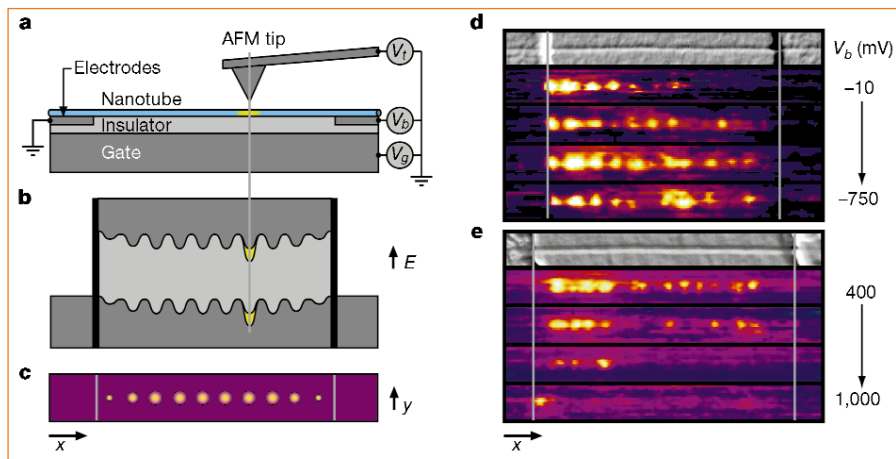 a
AFM tip
Vt
Electrodes
Nanotube
Vb
Insulator
Gate
Vg
b
E
c
y
x
d
Vb (mV)
–10
–750
e
400
1,000
x